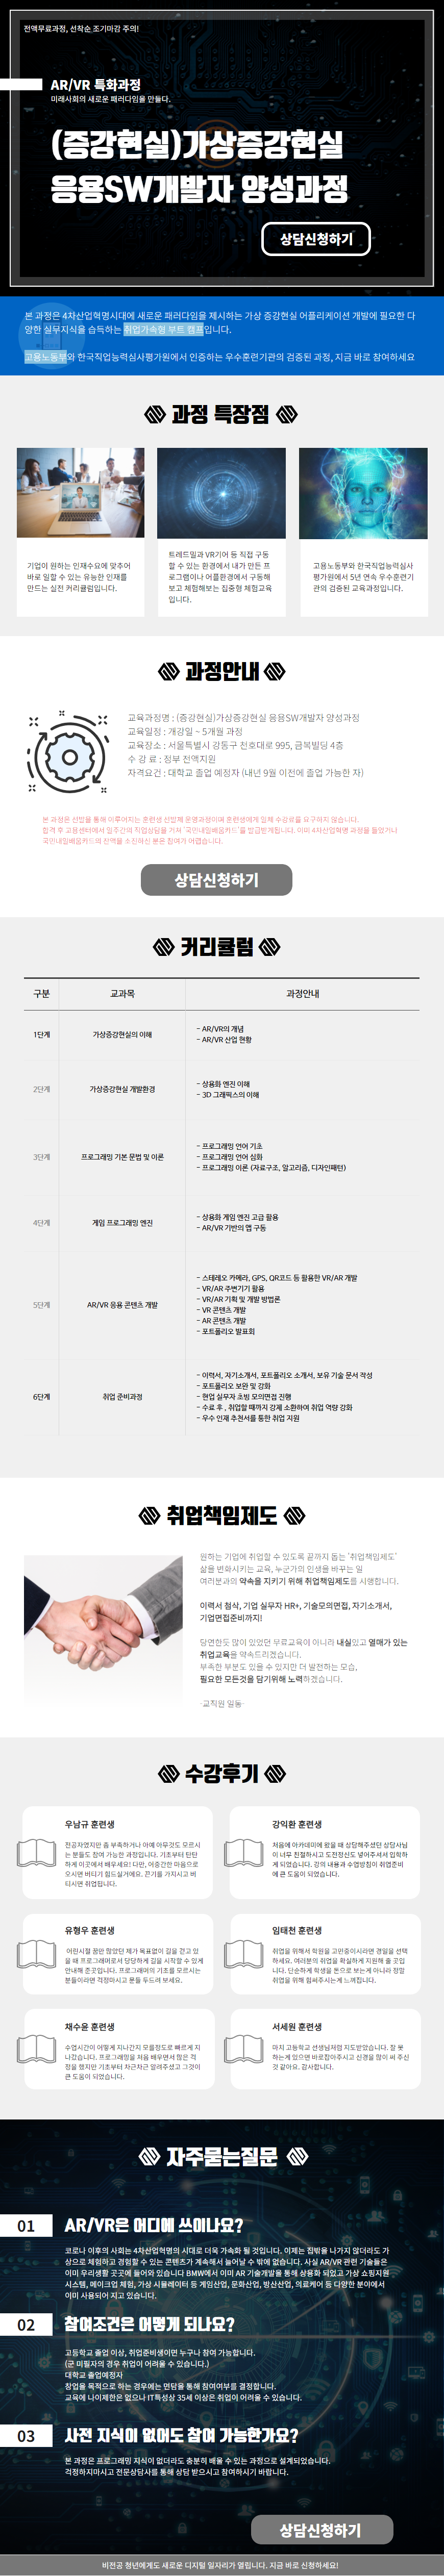 전액무료과정, 선착순 조기마감 주의!
AR/VR 특화과정
미래사회의 새로운 패러다임을 만들다.
(증강현실)가상증강현실
응용SW개발자 양성과정
상담신청하기
본 과정은 4차산업혁명시대에 새로운 패러다임을 제시하는 가상 증강현실 어플리케이션 개발에 필요한 다
양한 실무지식을 습득하는 취업가속형 부트 캠프입니다.
고용노동부와 한국직업능력심사평가원에서 인증하는 우수훈련기관의 검증된 과정, 지금 바로 참여하세요
과정 특장점
기업이 원하는 인재수요에 맞추어
바로 일할 수 있는 유능한 인재를
만드는 실전 커리큘럼입니다.
트레드밀과 VR기어 등 직접 구동
할 수 있는 환경에서 내가 만든 프
로그램이나 어플환경에서 구동해
보고 체험해보는 집중형 체험교육
입니다.
고용노동부와 한국직업능력심사
평가원에서 5년 연속 우수훈련기
관의 검증된 교육과정입니다.
과정안내
교육과정명 : (증강현실)가상증강현실 응용SW개발자 양성과정
교육일정 : 개강일 ~ 5개월 과정
교육장소 : 서울특별시 강동구 천호대로 995, 금복빌딩 4층
수 강 료 : 정부 전액지원
자격요건 : 대학교 졸업 예정자 (내년 9월 이전에 졸업 가능한 자)
본 과정은 선발을 통해 이루어지는 훈련생 선발제 운영과정이며 훈련생에게 일체 수강료를 요구하지 않습니다.
합격 후 고용센터에서 일주간의 직업상담을 거쳐 '국민내일배움카드'를 발급받게됩니다. 이미 4차산업혁명 과정을 들었거나
국민내일배움카드의 잔액을 소진하신 분은 참여가 어렵습니다.
상담신청하기
커리큘럼
구분 교과목 과정안내
1단계 가상증강현실의 이해
- AR/VR의 개념
- AR/VR 산업 현황
2단계 가상증강현실 개발환경
- 상용화 엔진 이해
- 3D 그래픽스의 이해
3단계 프로그래밍 기본 문법 및 이론
- 프로그래밍 언어 기초
- 프로그래밍 언어 심화
- 프로그래밍 이론 (자료구조, 알고리즘, 디자인패턴)
4단계 게임 프로그래밍 엔진
- 상용화 게임 엔진 고급 활용
- AR/VR 기반의 앱 구동
5단계 AR/VR 응용 콘텐츠 개발
- 스테레오 카메라, GPS, QR코드 등 활용한 VR/AR 개발
- VR/AR 주변기기 활용
- VR/AR 기획 및 개발 방법론
- VR 콘텐츠 개발
- AR 콘텐츠 개발
- 포트폴리오 발표회
6단계 취업 준비과정
- 이력서, 자기소개서, 포트폴리오 소개서, 보유 기술 문서 작성
- 포트폴리오 보완 및 강화
- 현업 실무자 초빙 모의면접 진행
- 수료 후 , 취업할 때까지 강제 소환하여 취업 역량 강화
- 우수 인재 추천서를 통한 취업 지원
취업책임제도
원하는 기업에 취업할 수 있도록 끝까지 돕는 '취업책임제도'
삶을 변화시키는 교육, 누군가의 인생을 바꾸는 일
여러분과의 약속을 지키기 위해 취업책임제도를 시행합니다.
이력서 첨삭, 기업 실무자 HR+, 기술모의면접, 자기소개서,
기업면접준비까지!
당연한듯 많이 있었던 무료교육이 아니라 내실있고 열매가 있는
취업교육을 약속드리겠습니다.
부족한 부분도 있을 수 있지만 더 발전하는 모습,
필요한 모든것을 담기위해 노력하겠습니다.
-교직원 일동-
수강후기
우남규 훈련생
전공자였지만 좀 부족하거나 아예 아무것도 모르시
는 분들도 참여 가능한 과정입니다. 기초부터 탄탄
하게 이곳에서 배우세요! 다만, 어중간한 마음으로
오시면 버티기 힘드실거에요. 끈기를 가지시고 버
티시면 취업됩니다.
강익환 훈련생
처음에 아카데미에 왔을 때 상담해주셨던 상담사님
이 너무 친절하시고 도전정신도 넣어주셔서 입학하
게 되었습니다. 강의 내용과 수업방식이 취업준비
에 큰 도움이 되었습니다.
유형우 훈련생
어린시절 꿈만 많았던 제가 목표없이 길을 걷고 있
을 때 프로그래머로서 당당하게 길을 시작할 수 있게
안내해 준곳입니다. 프로그래머의 기초를 모르시는
분들이라면 걱정마시고 문을 두드려 보세요.
임태천 훈련생
취업을 위해서 학원을 고민중이시라면 경일을 선택
하세요. 여러분의 취업을 확실하게 지원해 줄 곳입
니다. 단순하게 학생을 돈으로 보는게 아니라 정말
취업을 위해 힘써주시는게 느껴집니다.
채수윤 훈련생
수업시간이 어떻게 지나간지 모를정도로 빠르게 지
나갔습니다. 프로그래밍을 처음 배우면서 많은 걱
정을 했지만 기초부터 차근차근 알려주셨고 그것이
큰 도움이 되었습니다.
서세원 훈련생
마치 고등학교 선생님처럼 지도받았습니다. 잘 못
하는게 있으면 바로잡아주시고 신경을 많이 써 주신
것 같아요. 감사합니다.
자주묻는질문
01 AR/VR은 어디에 쓰이나요?
코로나 이후의 사회는 4차산업혁명의 시대로 더욱 가속화 될 것입니다. 이제는 집밖을 나가지 않더라도 가
상으로 체험하고 경험할 수 있는 콘텐츠가 계속해서 늘어날 수 밖에 없습니다. 사실 AR/VR 관련 기술들은
이미 우리생활 곳곳에 들어와 있습니다 BMW에서 이미 AR 기술개발을 통해 상용화 되었고 가상 쇼핑지원
시스템, 메이크업 체험, 가상 시뮬레이터 등 게임산업, 문화산업, 방산산업, 의료케어 등 다양한 분야에서
이미 사용되어 지고 있습니다.
02 참여조건은 어떻게 되나요?
고등학교 졸업 이상, 취업준비생이면 누구나 참여 가능합니다.
(군 미필자의 경우 취업이 어려울 수 있습니다.)
대학교 졸업예정자
창업을 목적으로 하는 경우에는 면담을 통해 참여여부를 결정합니다.
교육에 나이제한은 없으나 IT특성상 35세 이상은 취업이 어려울 수 있습니다.
03 사전 지식이 없어도 참여 가능한가요?
본 과정은 프로그래밍 지식이 없더라도 충분히 배울 수 있는 과정으로 설계되었습니다.
걱정하지마시고 전문상담사를 통해 상담 받으시고 참여하시기 바랍니다.
상담신청하기
비전공 청년에게도 새로운 디지털 일자리가 열립니다. 지금 바로 신청하세요!